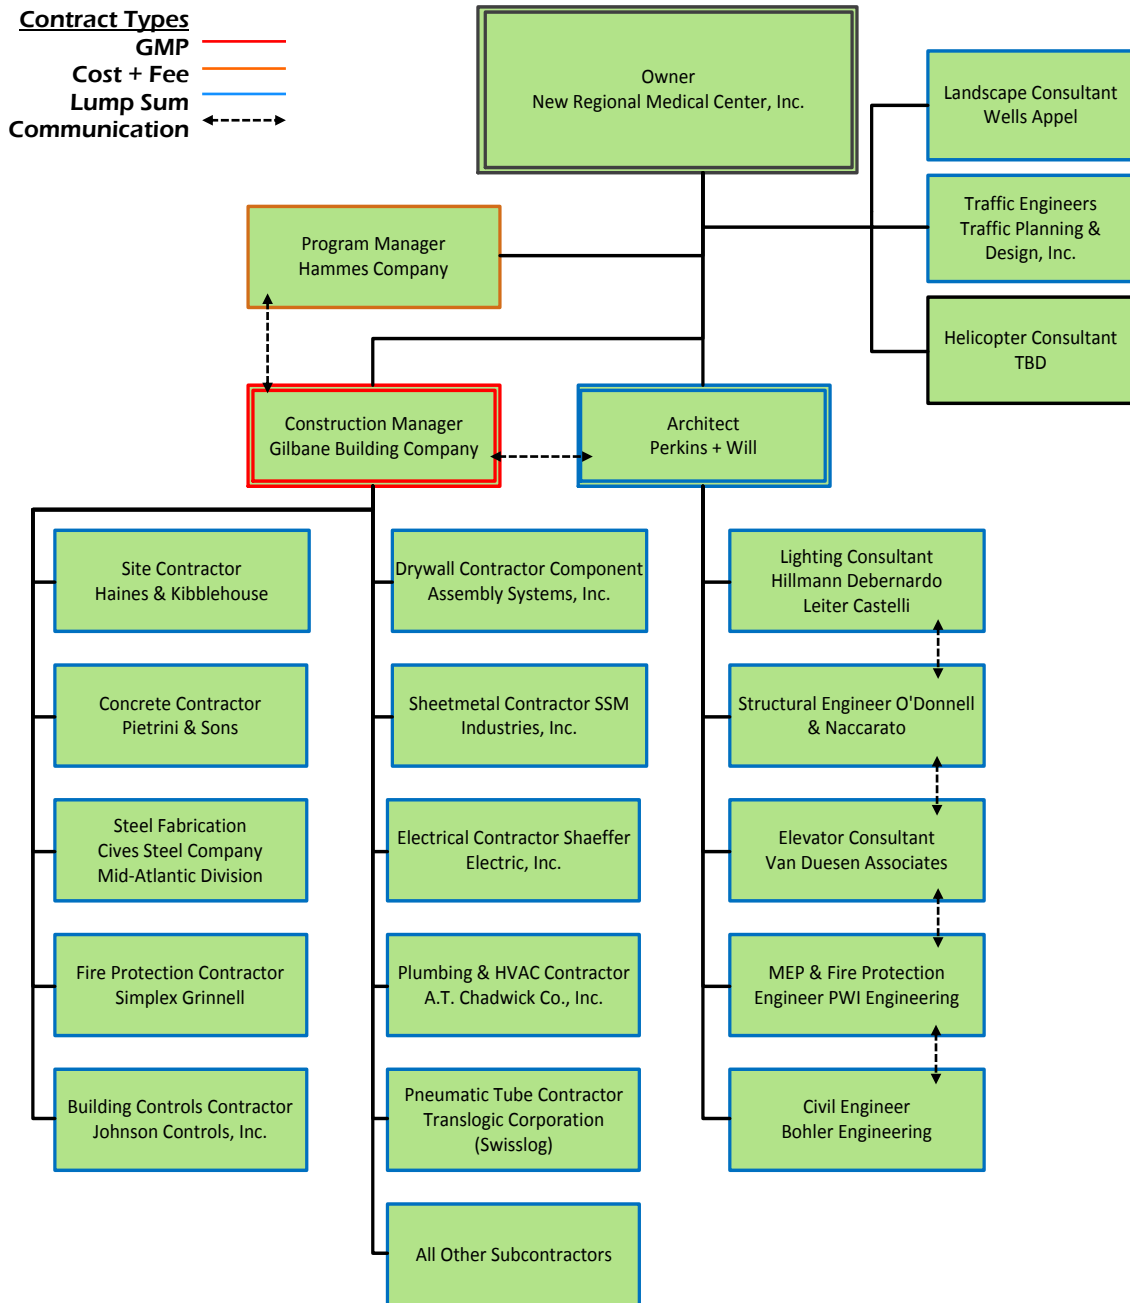 Contract Types
GMP
Cost + Fee
Lump Sum
Communication
Owner
New Regional Medical Center, Inc.
Landscape Consultant
Wells Appel
Traffic Engineers
Traffic Planning &
Design, Inc.
Helicopter Consultant
TBD
Program Manager
Hammes Company
Construction Manager
Gilbane Building Company
Architect
Perkins + Will
Site Contractor
Haines & Kibblehouse
Concrete Contractor
Pietrini & Sons
Steel Fabrication
Cives Steel Company
Mid-Atlantic Division
Fire Protection Contractor
Simplex Grinnell
Building Controls Contractor
Johnson Controls, Inc.
Drywall Contractor Component
Assembly Systems, Inc.
Sheetmetal Contractor SSM
Industries, Inc.
Electrical Contractor Shaeffer
Electric, Inc.
Plumbing & HVAC Contractor
A.T. Chadwick Co., Inc.
Pneumatic Tube Contractor
Translogic Corporation
(Swisslog)
All Other Subcontractors
Lighting Consultant
Hillmann Debernardo
Leiter Castelli
Structural Engineer O'Donnell
& Naccarato
Elevator Consultant
Van Duesen Associates
MEP & Fire Protection
Engineer PWI Engineering
Civil Engineer
Bohler Engineering